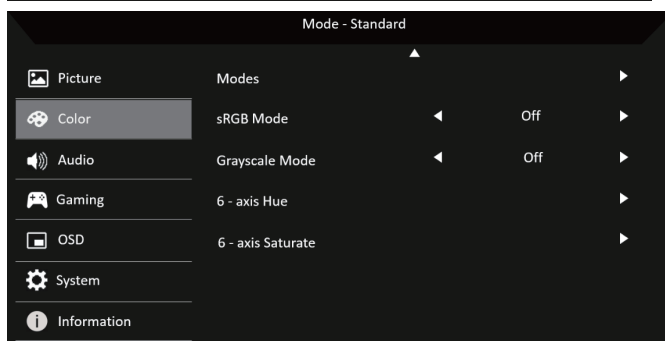 Mode - Standard
Picture
Modes
Color
sRGB Mode
Off
Audio
Grayscale Mode
Off
Gaming
6 - axis Hue
OSD
6 - axis Saturate
System
Information